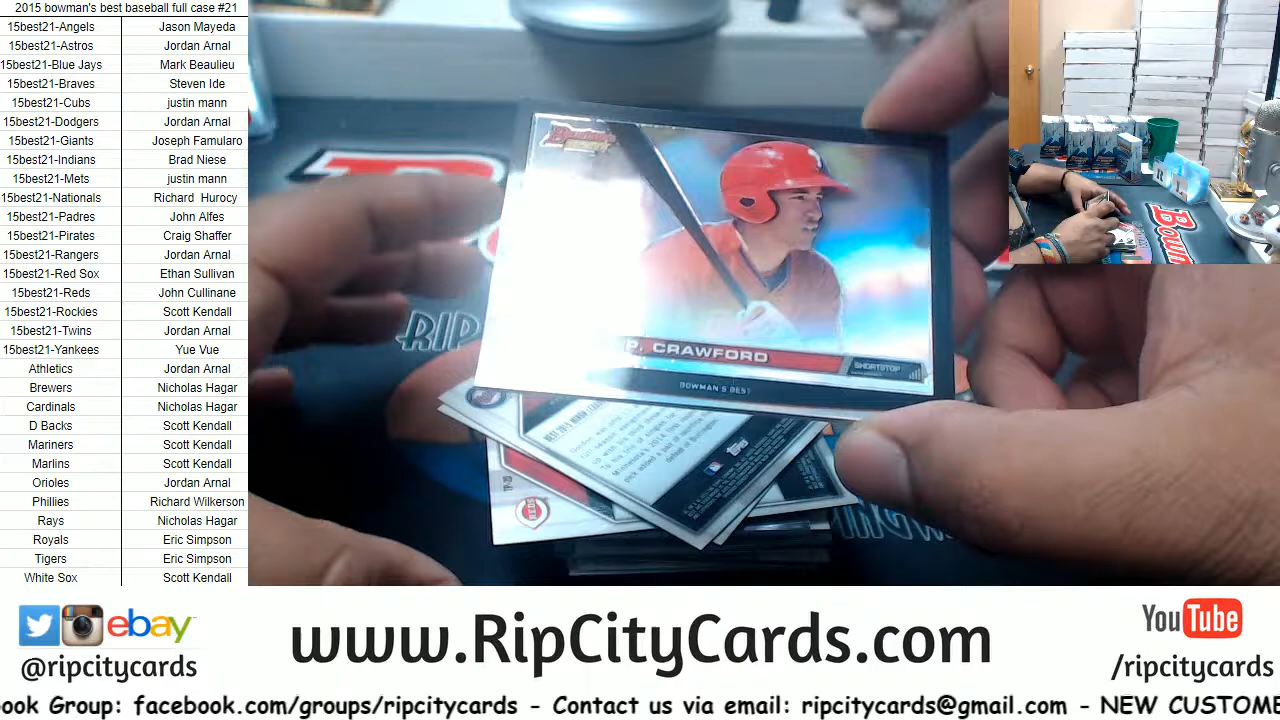 2015 bowman's best baseball full case #21
15best21-Angels Jason Mayeda
15best21-Astros Jordan Arnal
15best21-Blue Jays Mark Beaulieu
15best21-Braves Steven Ide
15best21-Cubs justin mann
15best21-Dodgers Jordan Arnal
15best21-Giants Joseph Famularo
15best21-Indians Brad Niese
15best21-Mets justin mann
15best21-Nationals Richard Hurocy
15best21-Padres John Alfes
15best21-Pirates Craig Shaffer
15best21-Rangers Jordan Arnal
15best21-Red Sox Ethan Sullivan
15best21-Reds John Cullinane
15best21-Rockies Scott Kendall
15best21-Twins Jordan Arnal
15best21-Yankees Yue Vue
Athletics Jordan Arnal
Brewers Nicholas Hagar
Cardinals Nicholas Hagar
D Backs Scott Kendall
Mariners Scott Kendall
Marlins Scott Kendall
Orioles Jordan Arnal
Phillies Richard Wilkerson
Rays Nicholas Hagar
Royals Eric Simpson
Tigers Eric Simpson
White Sox Scott Kendall
P. CRAWFORD
SHORTSTOP
BOWMAN'S BEST
Topps
REDS
RIP
ebay
@ripcitycards
www.RipCityCards.com
YouTube
/ripcitycards
ook Group: facebook.com/groups/ripcitycards - Contact us via email: ripcitycards@gmail.com - NEW CUSTOME